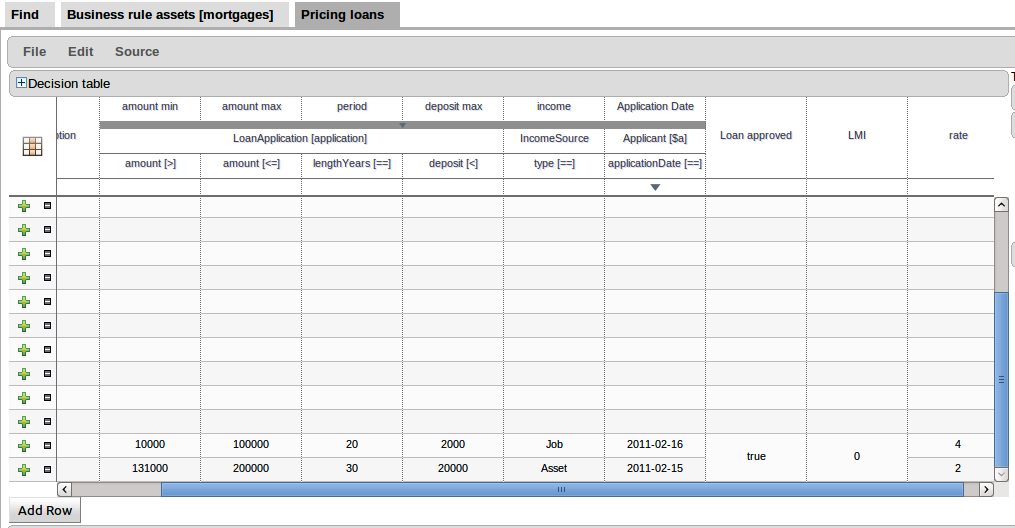 Find Business rule assets [mortgages] Pricing loans
File Edit Source
Decision table
amount min amount max period deposit max income Application Date
ption LoanApplication [application] IncomeSource Applicant [$a] Loan approved LMI rate
amount [>] amount [<=] lengthYears [==] deposit [<] type [==] applicationDate [==]
10000 100000 20 2000 Job 2011-02-16 4
true 0
131000 200000 30 20000 Asset 2011-02-15 2
Add Row